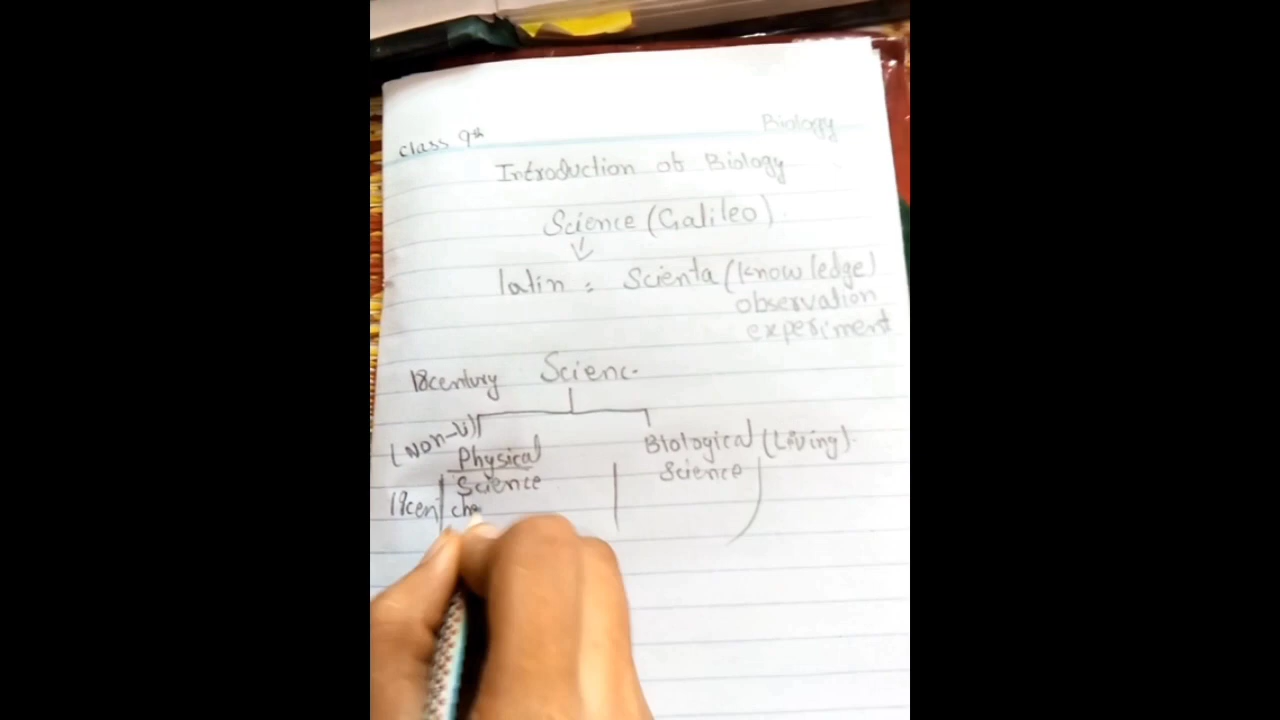 Class 9th Biology
Introduction of Biology
Science (Galileo)
latin = Scienta (knowledge)
observation
experiment
18century Scienc
(Non-Li)
Physical Biological (Living).
Science Science
19cen che